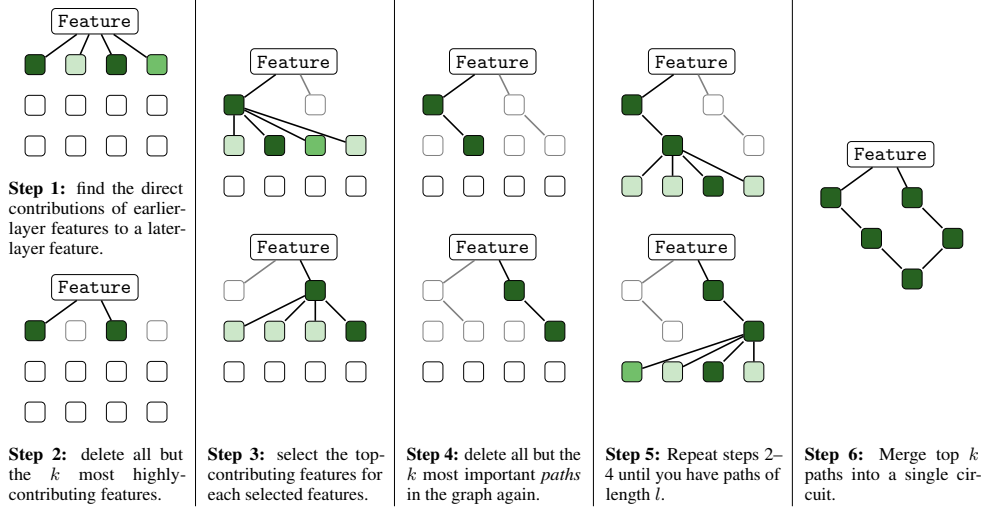 Feature
Step 1: find the direct
contributions of earlier-
layer features to a later-
layer feature.
Feature
Step 2: delete all but
the k most highly-
contributing features.
Feature
Feature
Step 3: select the top-
contributing features for
each selected features.
Feature
Feature
Step 4: delete all but the
k most important paths
in the graph again.
Feature
Feature
Step 5: Repeat steps 2–
4 until you have paths of
length l.
Feature
Step 6: Merge top k
paths into a single cir-
cuit.